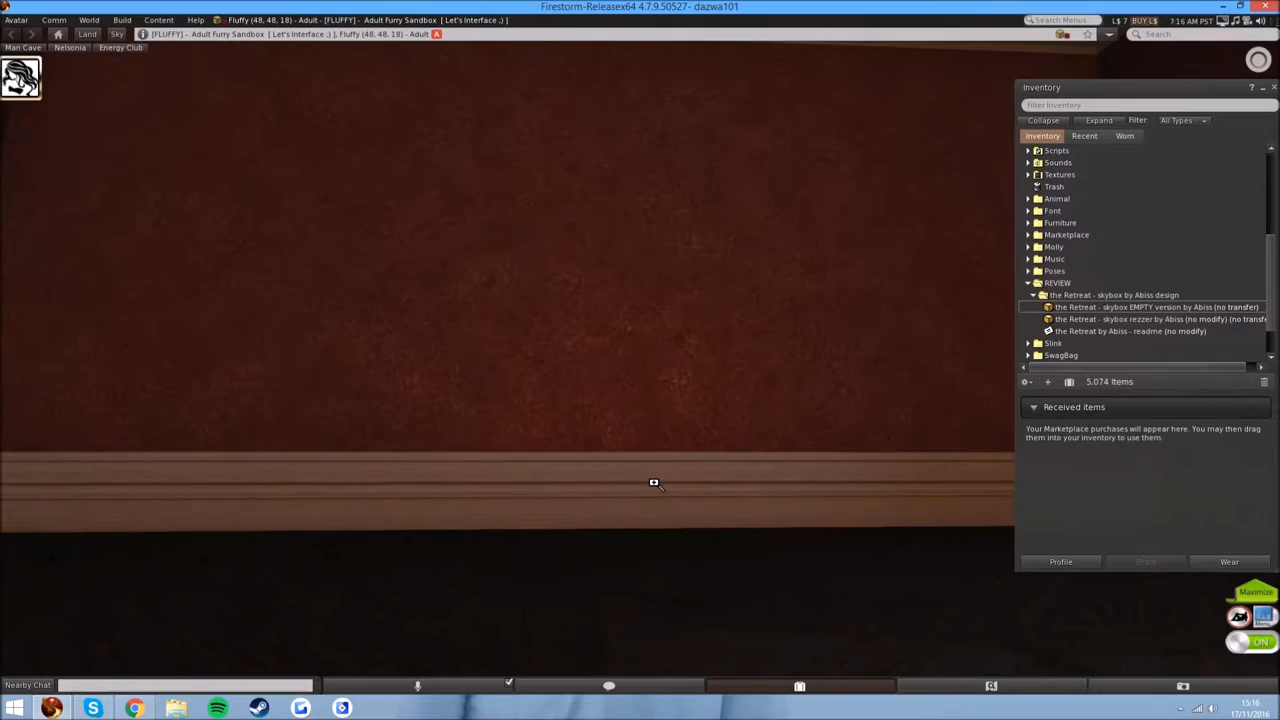 Firestorm-Releasex64 4.7.9.50527- dazwa101
Avatar Comm World Build Content Help Fluffy (48, 48, 18) - Adult - [FLUFFY] - Adult Furry Sandbox [ Let's Interface ;) ] Search Menus L$ 7 BUY L$ 7:16 AM PST
Land Sky [FLUFFY] - Adult Furry Sandbox [ Let's Interface ;) ], Fluffy (48, 48, 18) - Adult A Search
Man Cave Nelsonia Energy Club
Inventory ?
Filter Inventory
Collapse Expand Filter: All Types
Inventory Recent Worn
Scripts
Sounds
Textures
Trash
Animal
Font
Furniture
Marketplace
Molly
Music
Poses
REVIEW
the Retreat - skybox by Abiss design
the Retreat - skybox EMPTY version by Abiss (no transfer)
the Retreat - skybox rezzer by Abiss (no modify) (no transfe
the Retreat by Abiss - readme (no modify)
Slink
SwagBag
5,074 Items
Received items
Your Marketplace purchases will appear here. You may then drag
them into your inventory to use them.
Profile Share Wear
Maximize
Menu
ON
Nearby Chat
15:16
17/11/2016